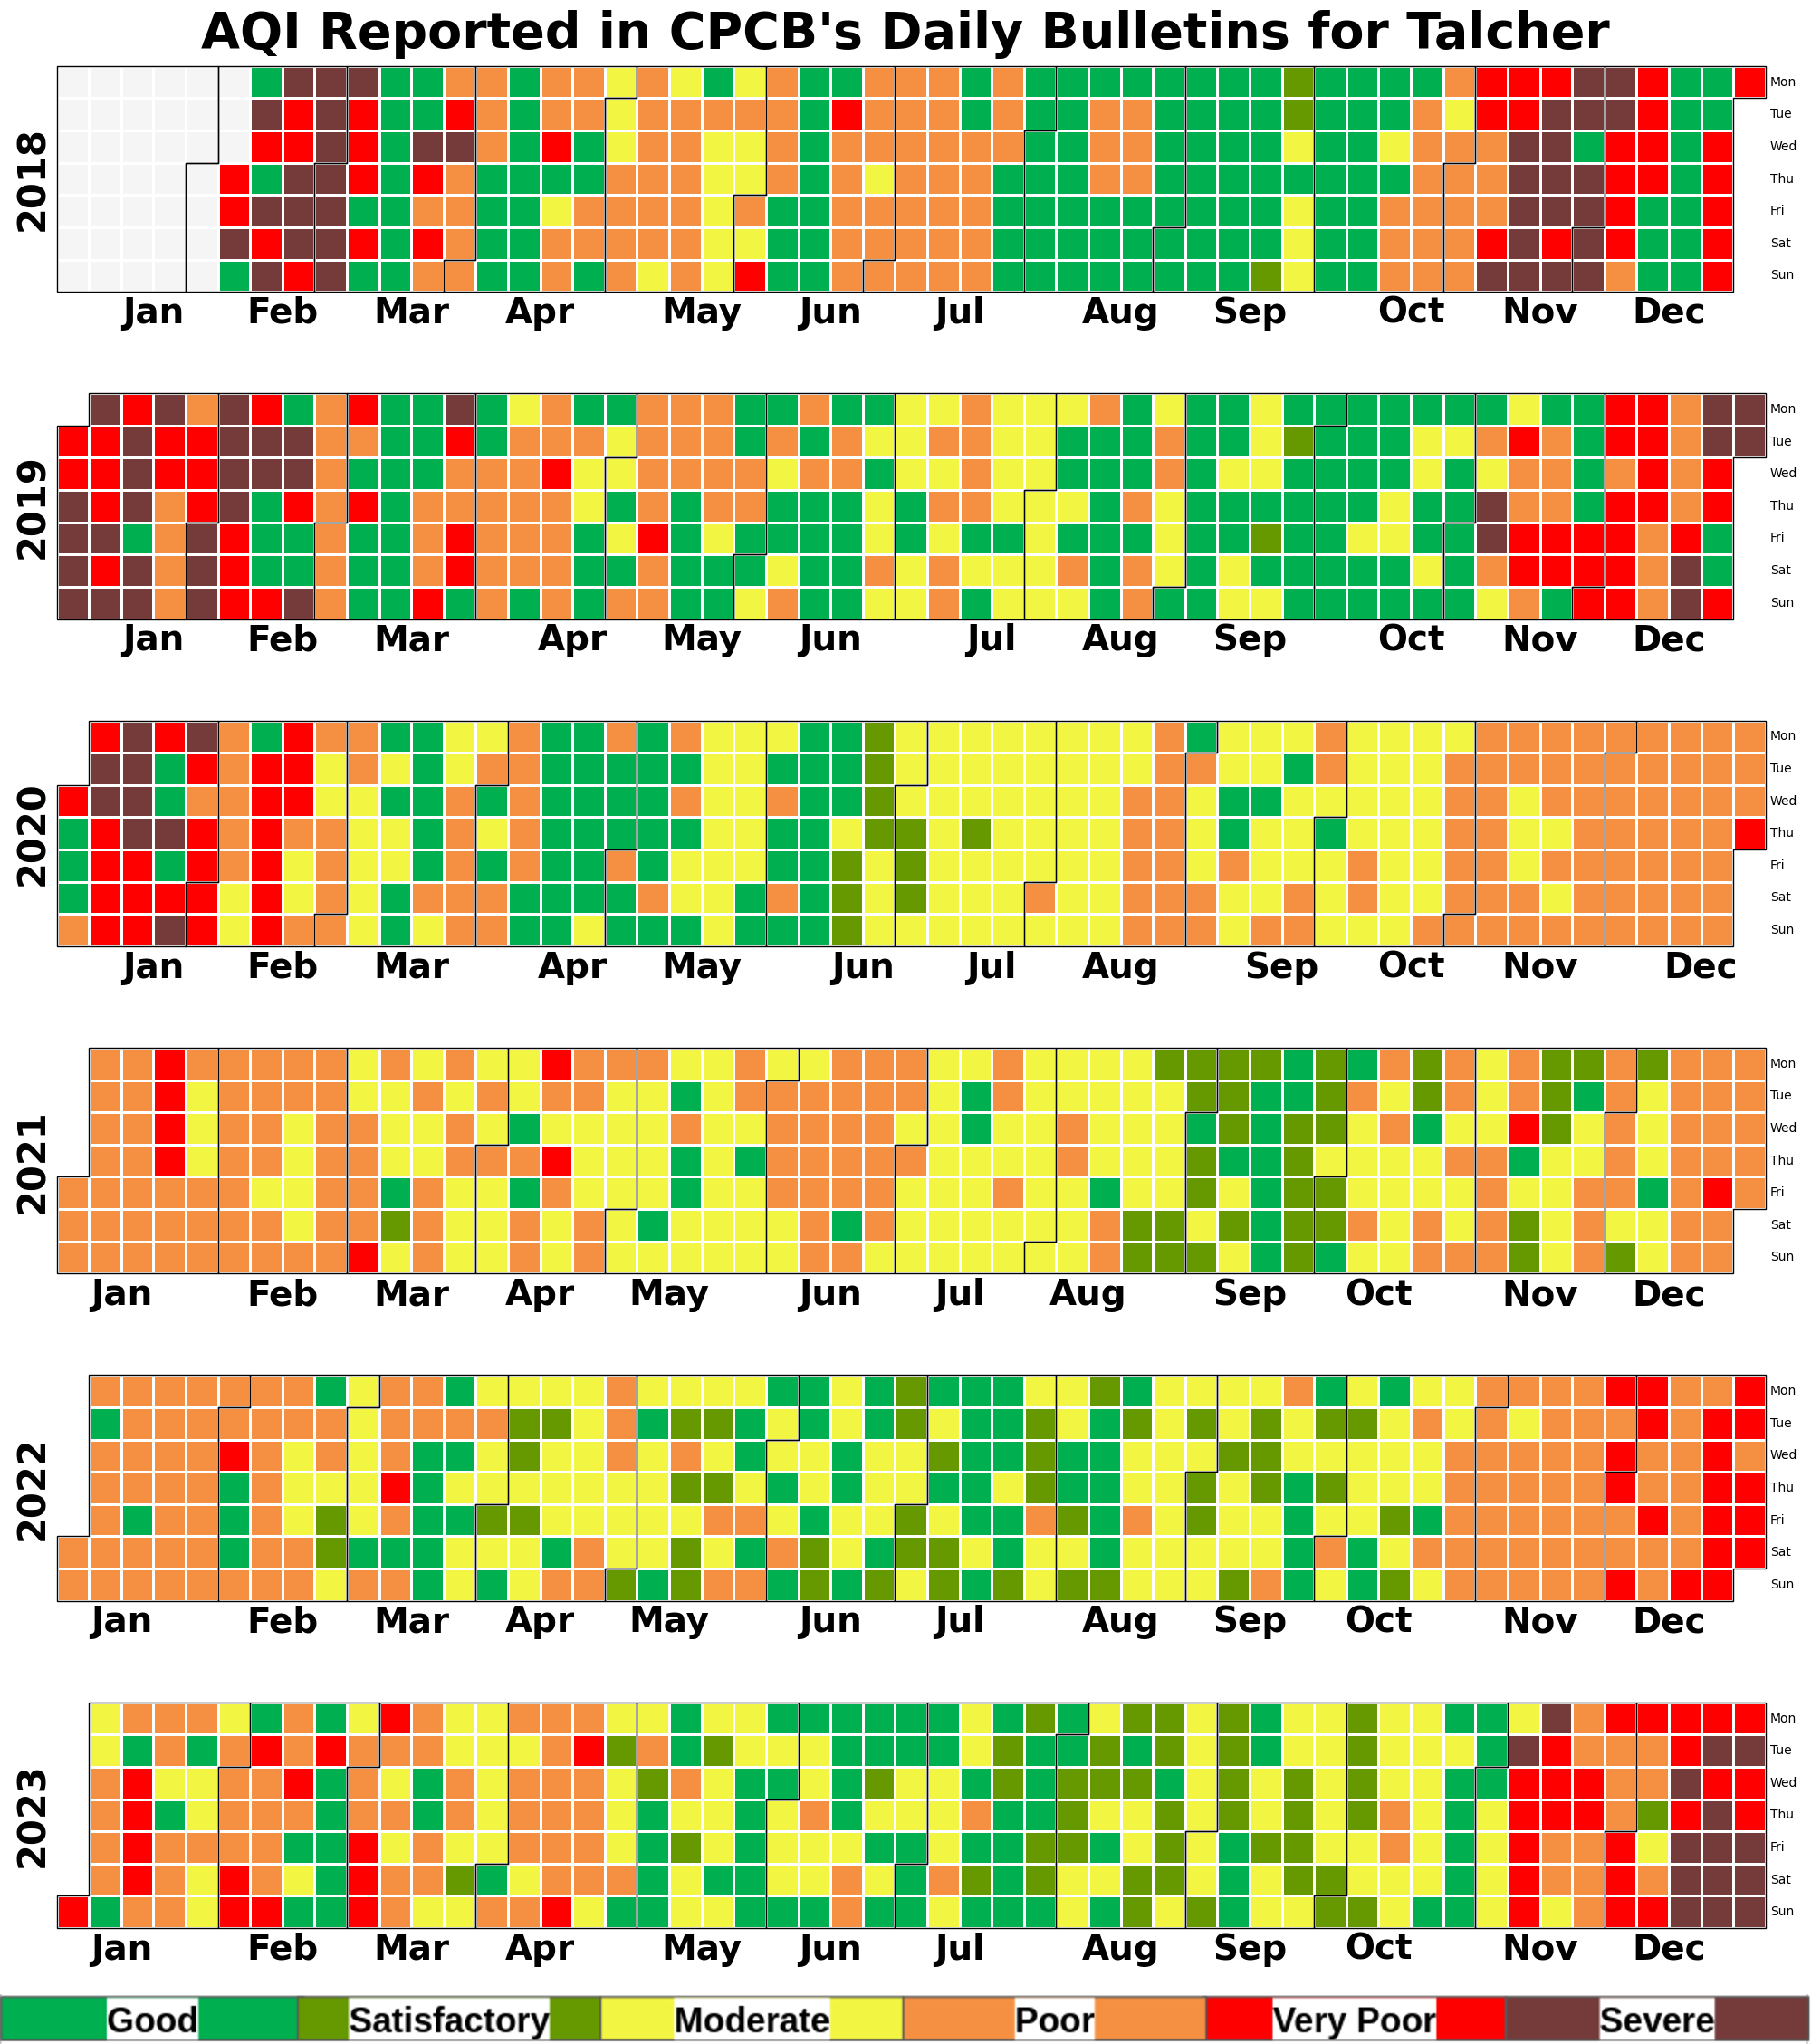 AQI Reported in CPCB's Daily Bulletins for Talcher
2018
Mon
Tue
Wed
Thu
Fri
Sat
Sun
Jan Feb Mar Apr May Jun Jul Aug Sep Oct Nov Dec
2019
Mon
Tue
Wed
Thu
Fri
Sat
Sun
Jan Feb Mar Apr May Jun Jul Aug Sep Oct Nov Dec
2020
Mon
Tue
Wed
Thu
Fri
Sat
Sun
Jan Feb Mar Apr May Jun Jul Aug Sep Oct Nov Dec
2021
Mon
Tue
Wed
Thu
Fri
Sat
Sun
Jan Feb Mar Apr May Jun Jul Aug Sep Oct Nov Dec
2022
Mon
Tue
Wed
Thu
Fri
Sat
Sun
Jan Feb Mar Apr May Jun Jul Aug Sep Oct Nov Dec
2023
Mon
Tue
Wed
Thu
Fri
Sat
Sun
Jan Feb Mar Apr May Jun Jul Aug Sep Oct Nov Dec
Good Satisfactory Moderate Poor Very Poor Severe